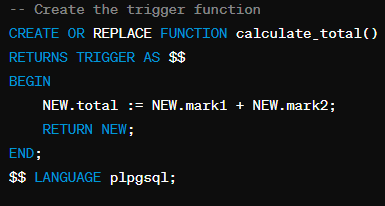 -- Create the trigger function
CREATE OR REPLACE FUNCTION calculate_total()
RETURNS TRIGGER AS $$
BEGIN
    NEW.total := NEW.mark1 + NEW.mark2;
    RETURN NEW;
END;
$$ LANGUAGE plpgsql;